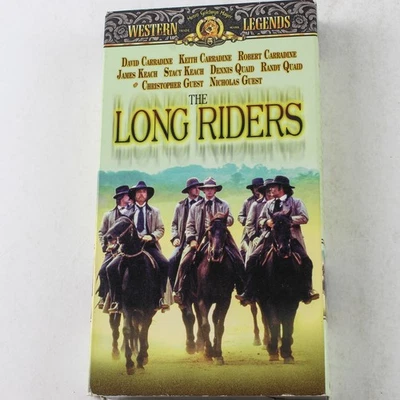 WESTERN LEGENDS
DAVID CARRADINE KEITH CARRADINE ROBERT CARRADINE
JAMES KEACH STACY KEACH DENNIS QUAID RANDY QUAID
& CHRISTOPHER GUEST NICHOLAS GUEST
THE
LONG RIDERS